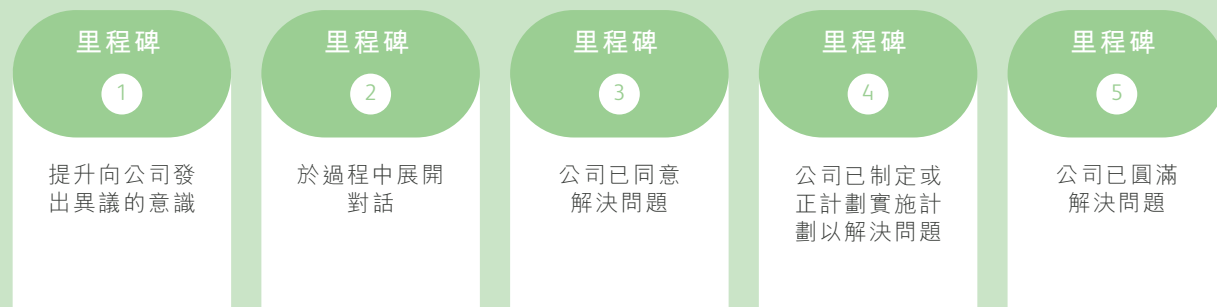 里程碑
1
提升向公司發
出異議的意識
里程碑
2
於過程中展開
對話
里程碑
3
公司已同意
解決問題
里程碑
4
公司已制定或
正計劃實施計
劃以解決問題
里程碑
5
公司已圓滿
解決問題